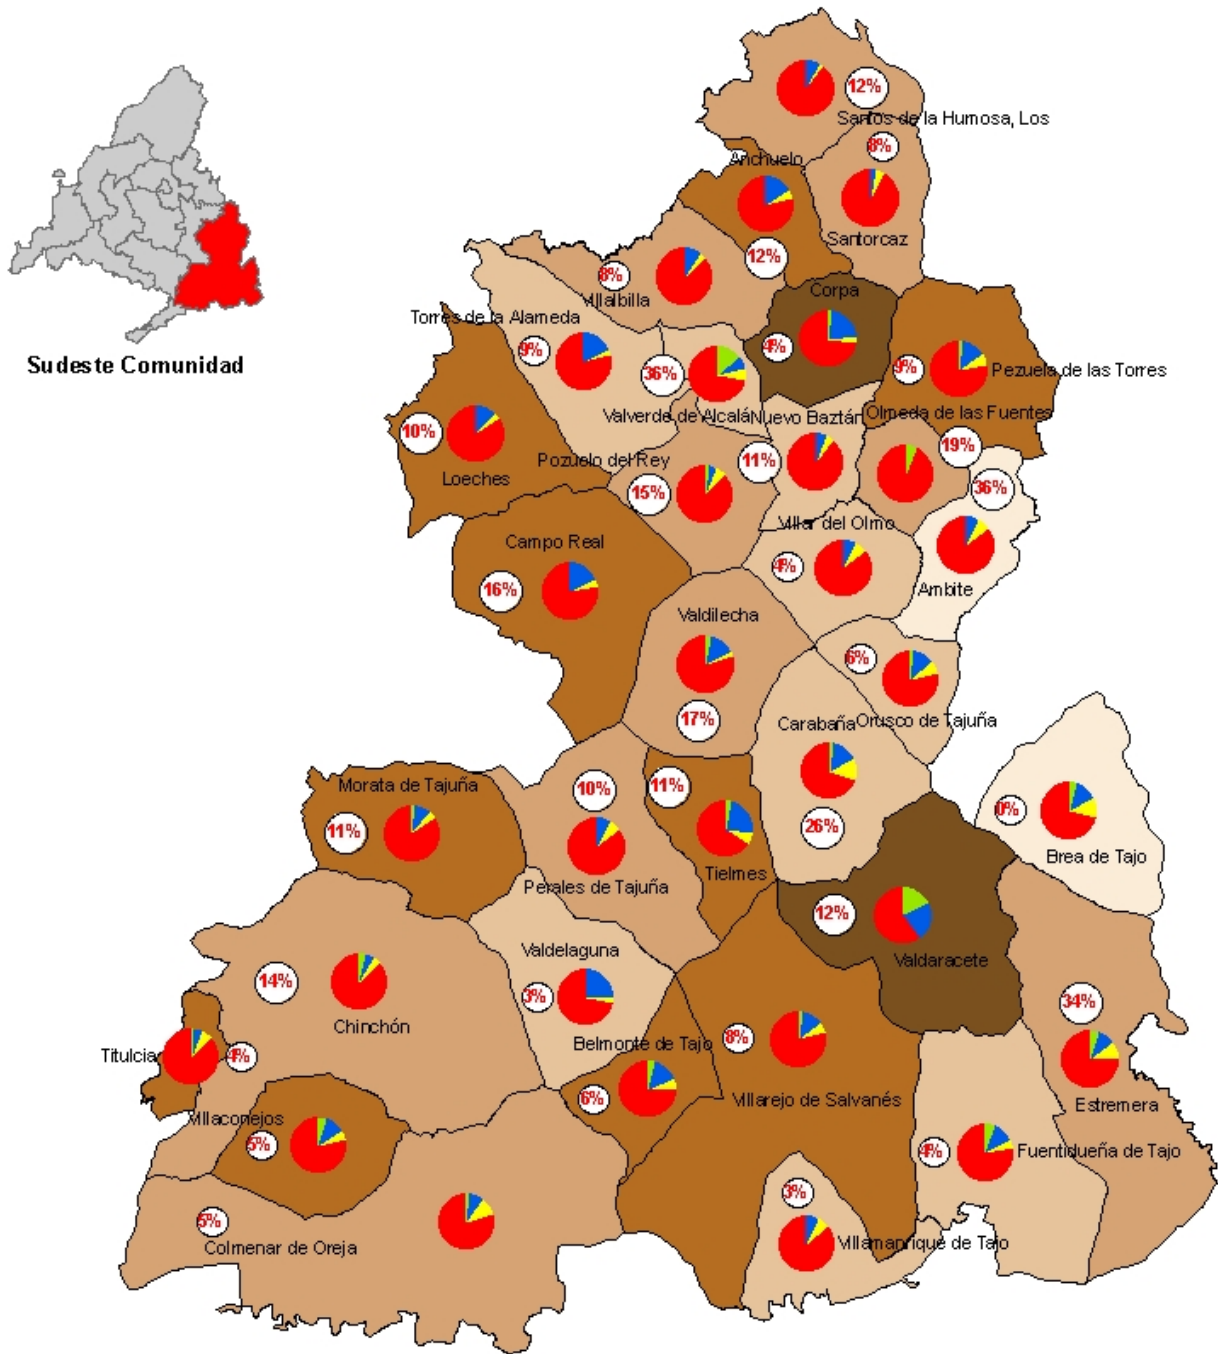 12%
Santos de la Humosa, Los
8%
Anchuelo
Santorcaz
12%
8%
Villalbilla
Corpa
Torres de la Alameda
9%
4%
36%
9%
Pezuela de las Torres
Sudeste Comunidad
Valverde de Alcalá
Nuevo Baztán
Olmeda de las Fuentes
10%
19%
Pozuelo del Rey
11%
Loeches
15%
36%
Villar del Olmo
Campo Real
4%
16%
Ambite
Valdilecha
6%
17%
Carabaña
Orusco de Tajuña
Morata de Tajuña
10%
11%
0%
11%
26%
Brea de Tajo
Tielmes
Perales de Tajuña
12%
Valdelaguna
Valdaracete
14%
3%
34%
Chinchón
8%
Belmonte de Tajo
Titulcia
4%
6%
Villarejo de Salvanés
Estremera
Villaconejos
5%
4%
Fuentidueña de Tajo
3%
5%
Colmenar de Oreja
Villamanrique de Tajo